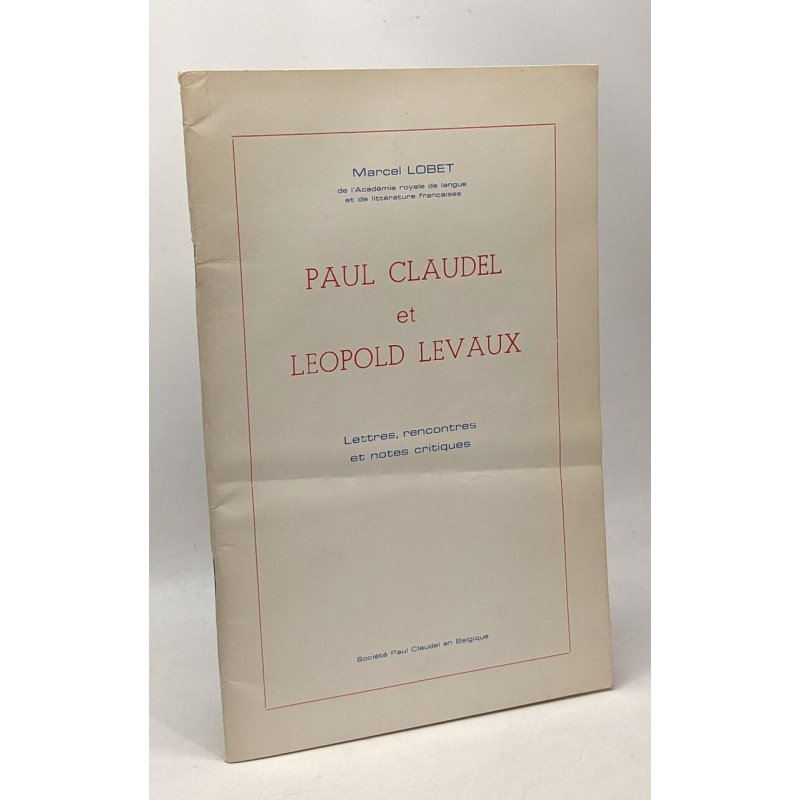 Marcel LOBET
de l'Académie royale de langue
et de littérature francaises
PAUL CLAUDEL
et
LEOPOLD LEVAUX
Lettres, rencontres
et notes critiques
Société Paul Claudel en Belgique